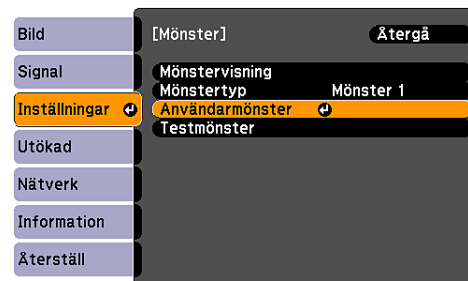 Bild
Signal
Inställningar
Utökad
Nätverk
Information
Återställ
[Mönster] Återgå
Mönstervisning
Mönstertyp Mönster 1
Användarmönster
Testmönster